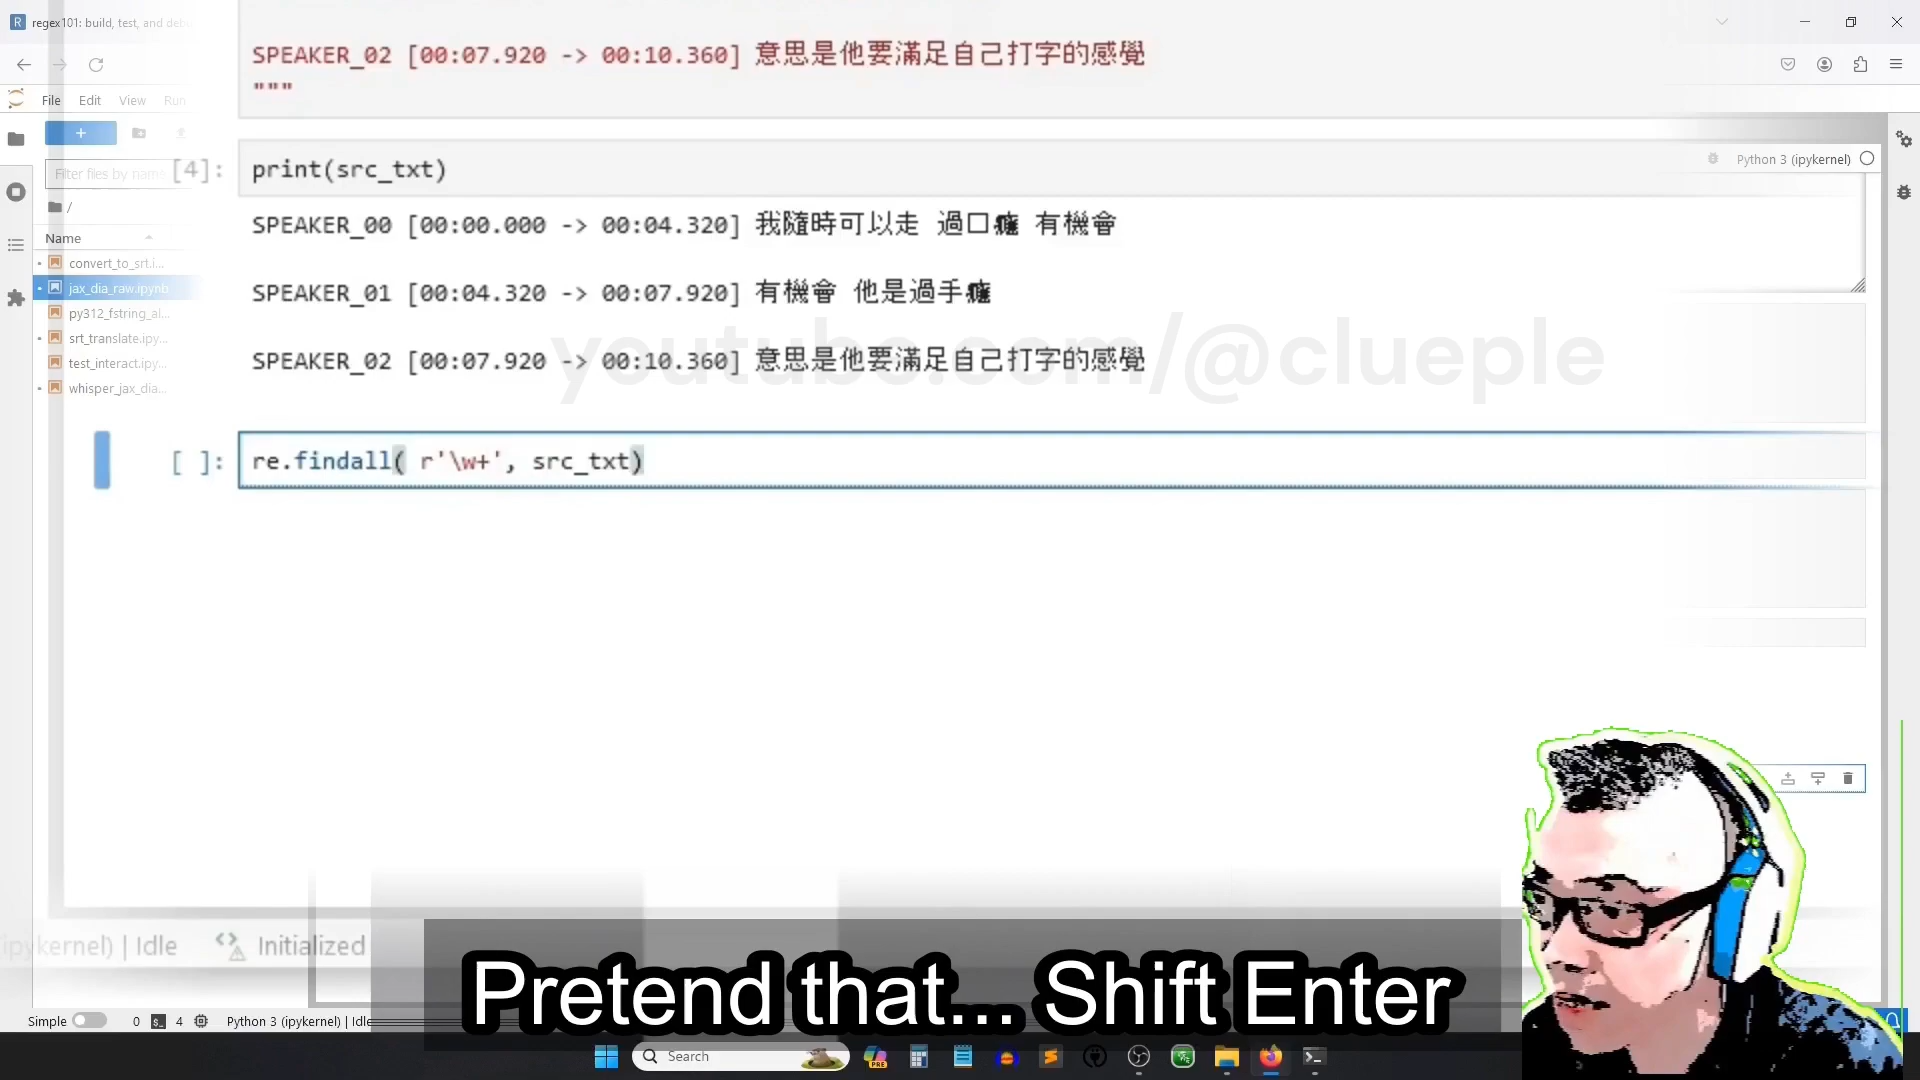 regex101: build, test, and deb
SPEAKER_02 [00:07.920 -> 00:10.360] 意思是他要滿足自己打字的感覺
"""
File Edit View Run
+
Filter files by name
[4]: print(src_txt)
Python 3 (ipykernel)
/
Name
SPEAKER_00 [00:00.000 -> 00:04.320] 我隨時可以走 過口癮 有機會
convert_to_srt.i...
jax_dia_raw.ipynb
SPEAKER_01 [00:04.320 -> 00:07.920] 有機會 他是過手癮
py312_fstring_al...
srt_translate.ipy...
youtube.com/@clueple
SPEAKER_02 [00:07.920 -> 00:10.360] 意思是他要滿足自己打字的感覺
test_interact.ipy...
whisper_jax_dia...
[ ]: re.findall( r'\w+', src_txt)
ipykernel) | Idle Initialized
Pretend that... Shift Enter
Simple 0 4 Python 3 (ipykernel) | Idle
Search